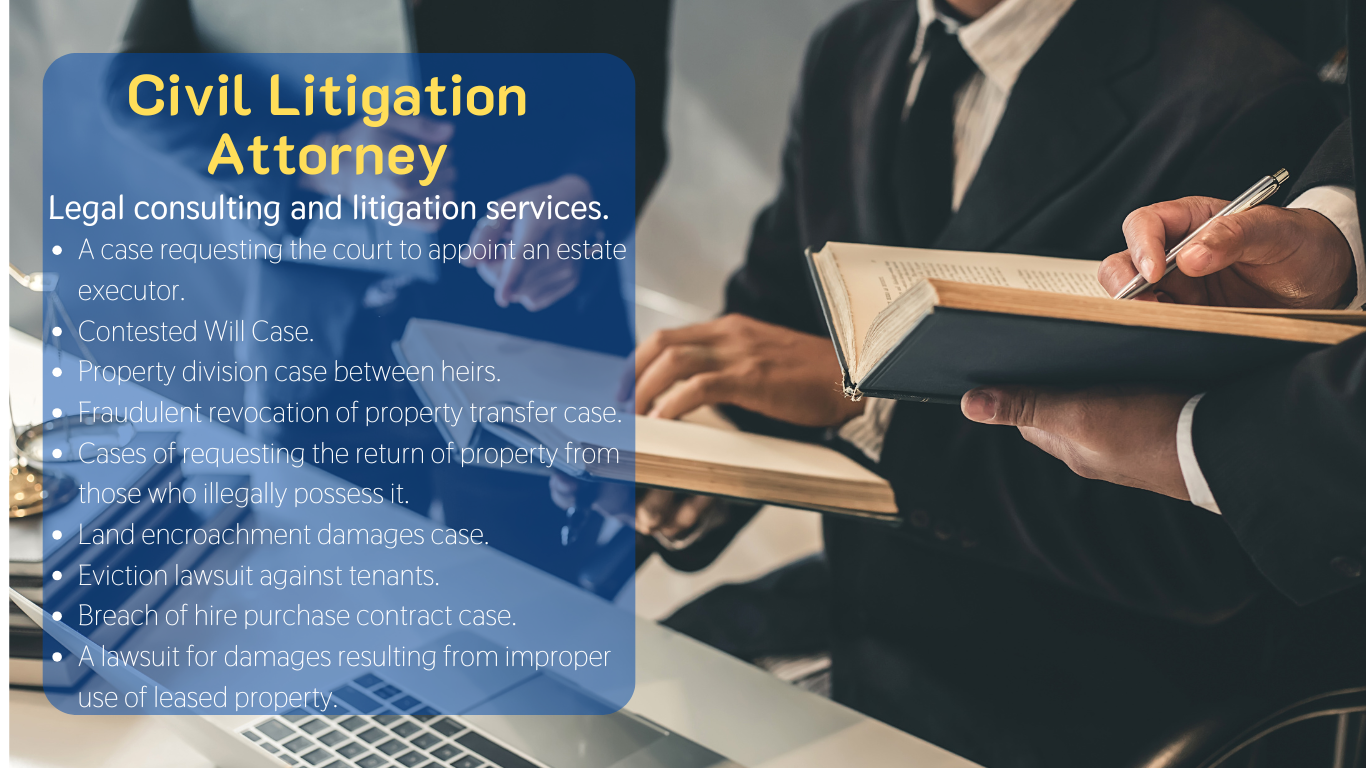 Civil Litigation
Attorney
Legal consulting and litigation services.
• A case requesting the court to appoint an estate
executor.
• Contested Will Case.
• Property division case between heirs.
• Fraudulent revocation of property transfer case.
• Cases of requesting the return of property from
those who illegally possess it.
• Land encroachment damages case.
• Eviction lawsuit against tenants.
• Breach of hire purchase contract case.
• A lawsuit for damages resulting from improper
use of leased property.